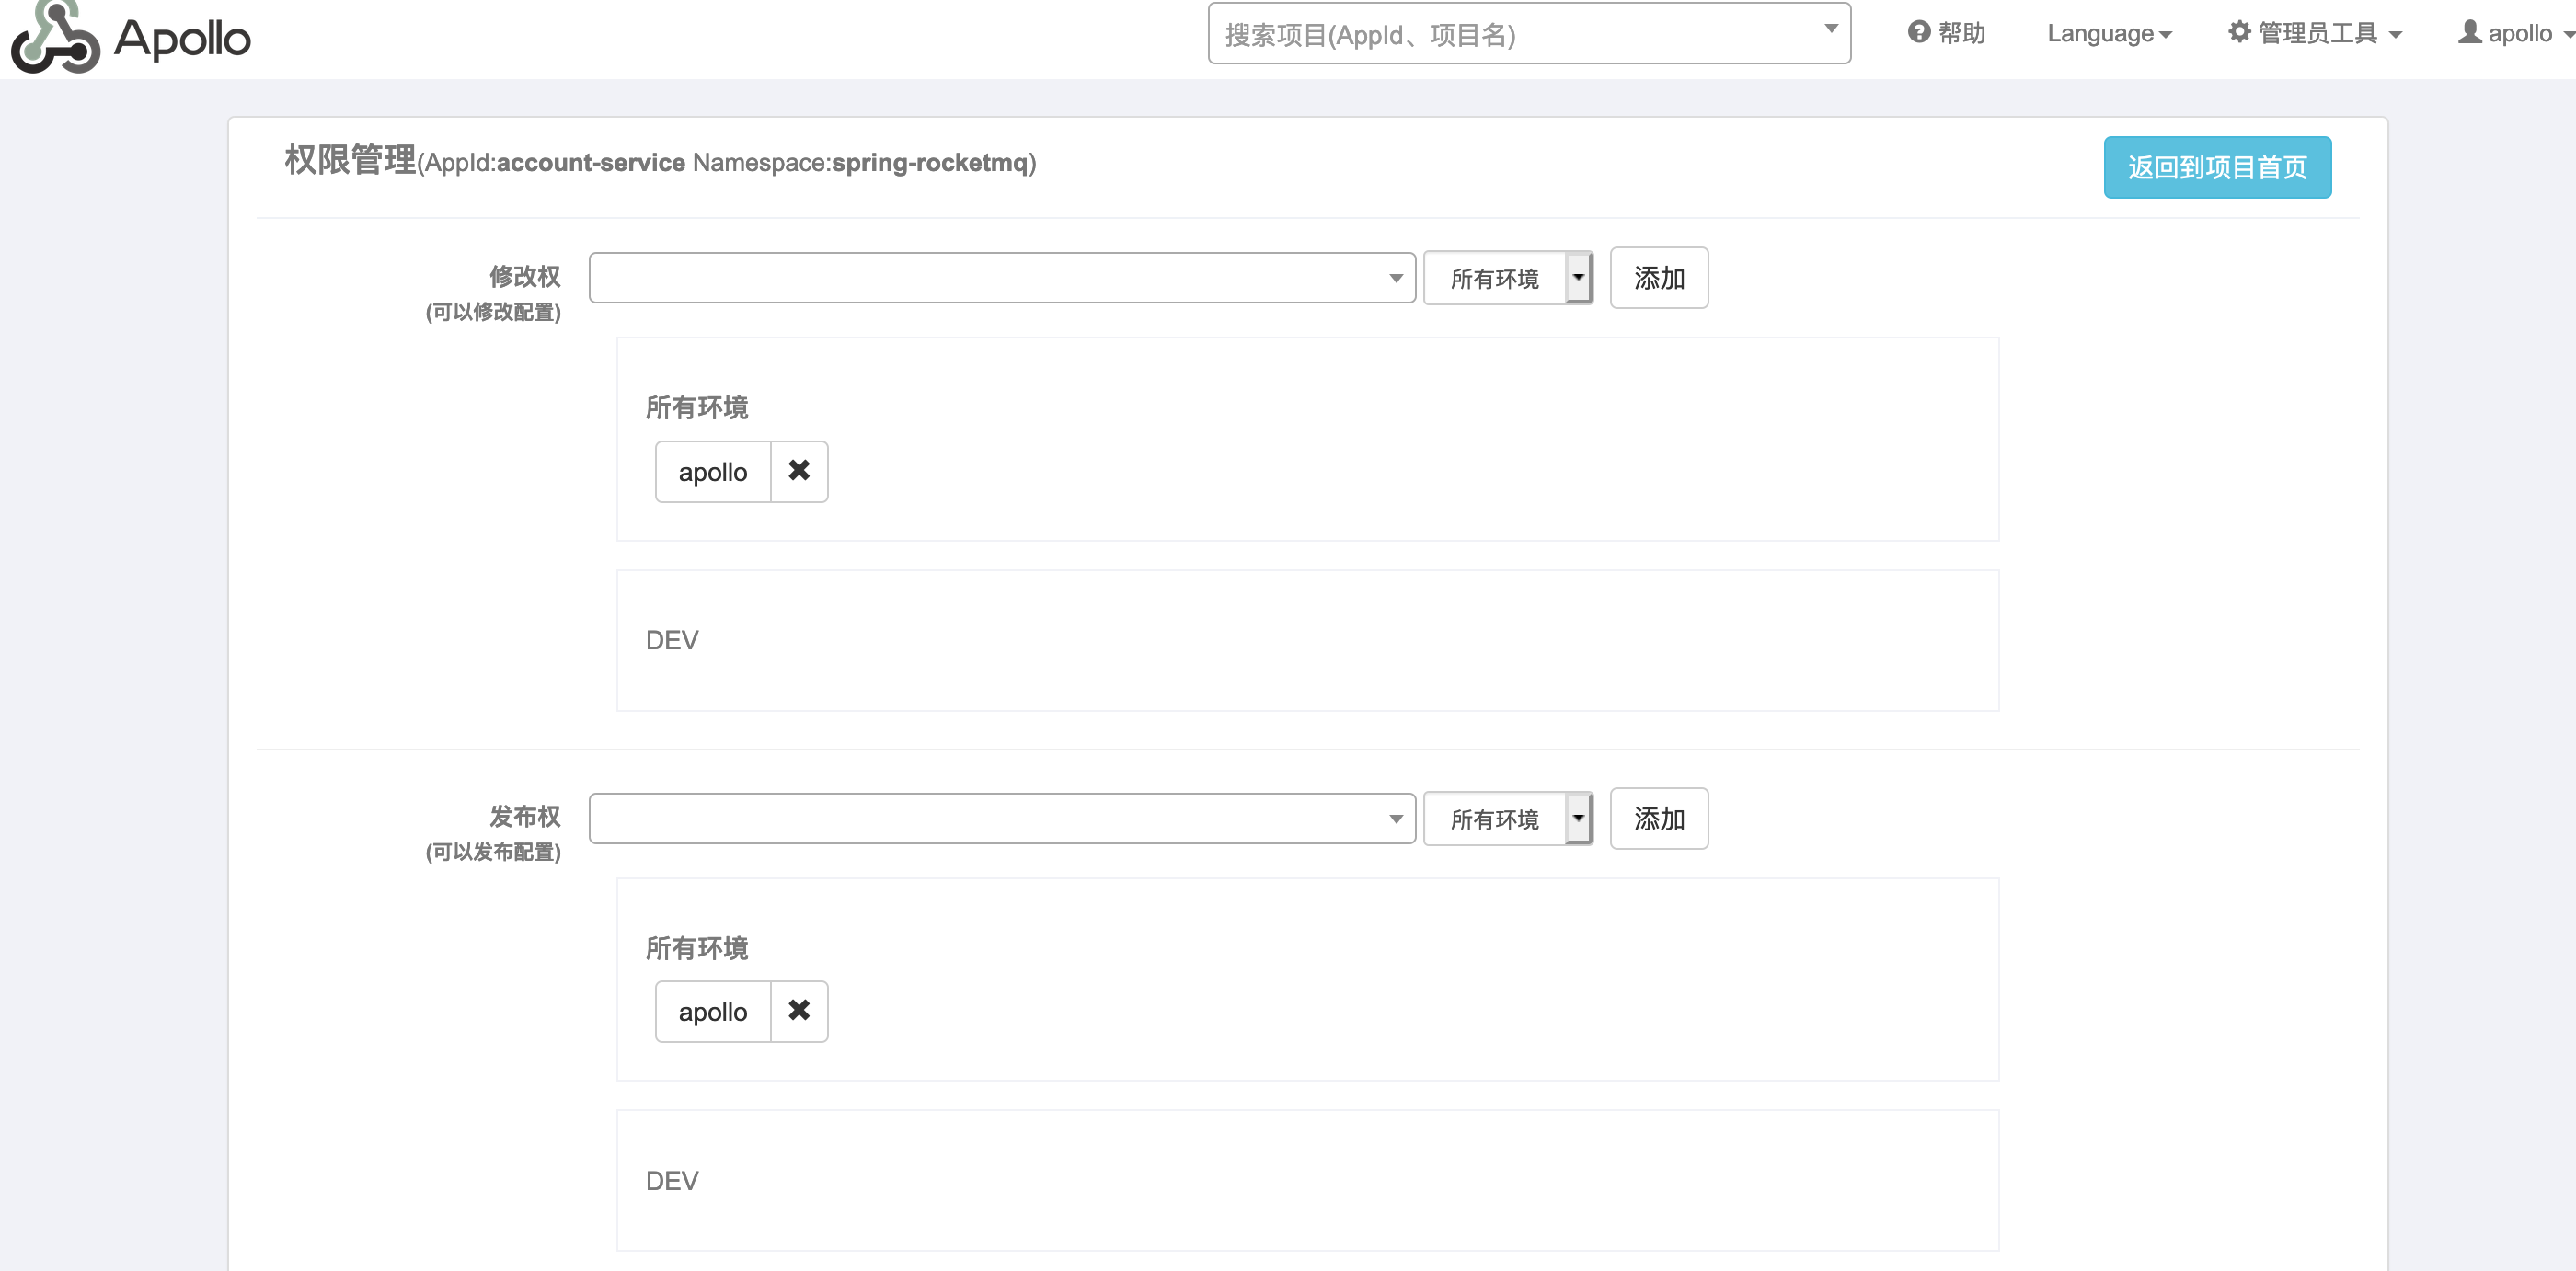 Apollo
搜索项目(AppId、项目名)
帮助
Language
管理员工具
apollo
权限管理(AppId:account-service Namespace:spring-rocketmq)
返回到项目首页
修改权
(可以修改配置)
所有环境
添加
所有环境
apollo
DEV
发布权
(可以发布配置)
所有环境
添加
所有环境
apollo
DEV